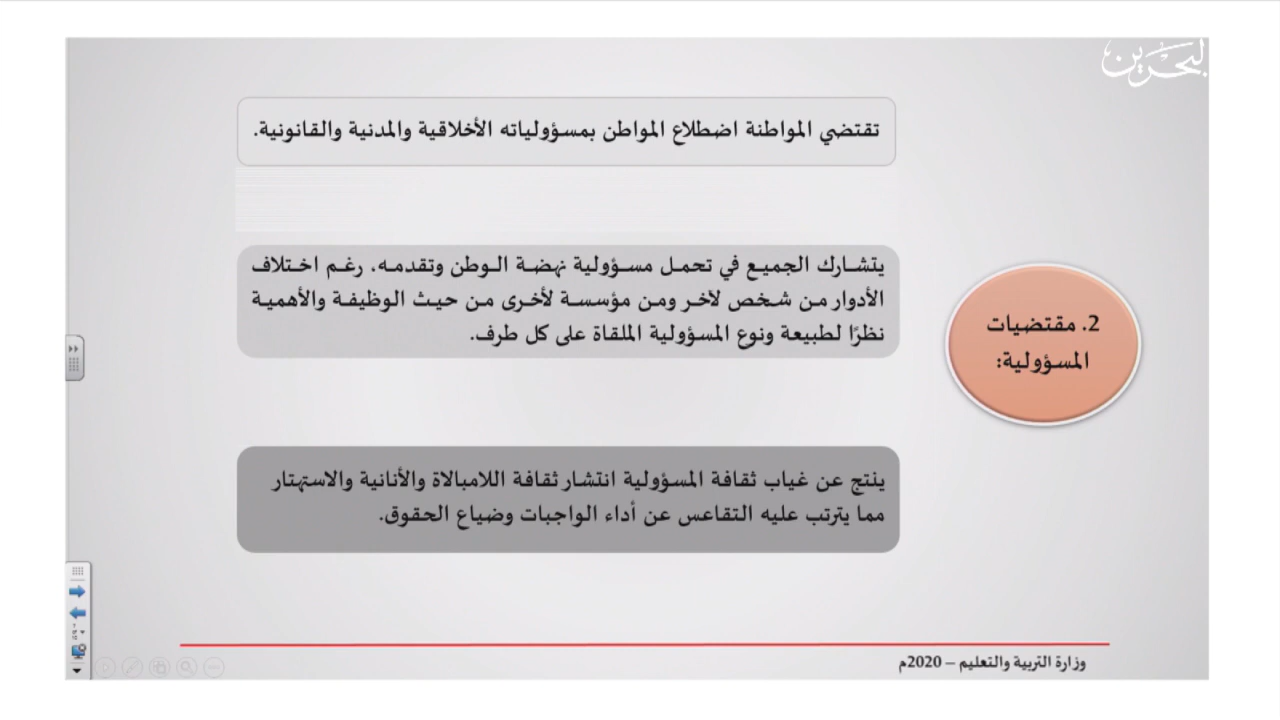 البحرين
تقتضي المواطنة اضطلاع المواطن بمسؤولياته الأخلاقية والمدنية والقانونية.
2. مقتضيات
المسؤولية:
يتشارك الجميع في تحمل مسؤولية نهضة الوطن وتقدمه، رغم اختلاف
الأدوار من شخص لآخر ومن مؤسسة لأخرى من حيث الوظيفة والأهمية
نظرًا لطبيعة ونوع المسؤولية الملقاة على كل طرف.
ينتج عن غياب ثقافة المسؤولية انتشار ثقافة اللامبالاة والأنانية والاستهتار
مما يترتب عليه التقاعس عن أداء الواجبات وضياع الحقوق.
وزارة التربية والتعليم – 2020م